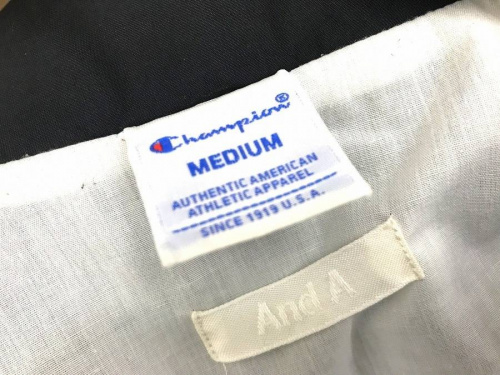 Champion®
MEDIUM
AUTHENTIC AMERICAN
ATHLETIC APPAREL
SINCE 1919 U.S.A.
And A